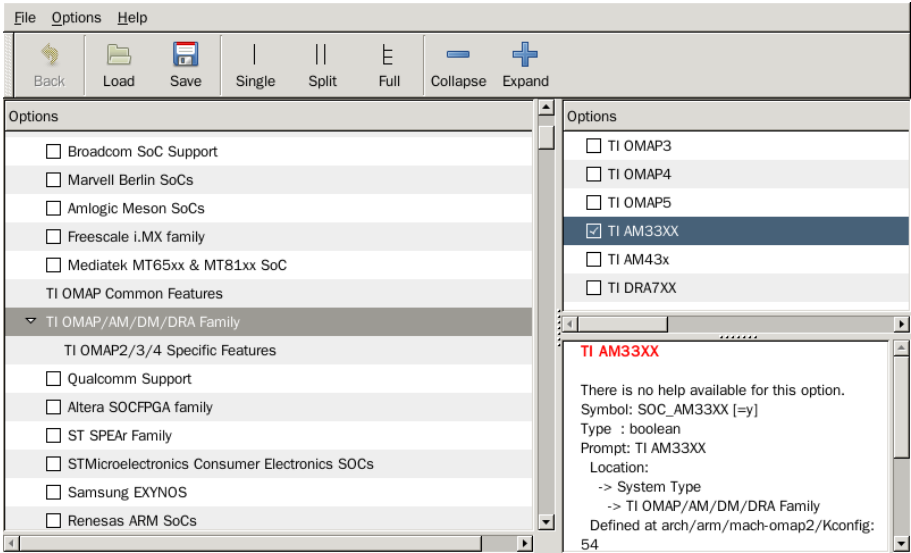 File Options Help
Back Load Save Single Split Full Collapse Expand
Options
Broadcom SoC Support
Marvell Berlin SoCs
Amlogic Meson SoCs
Freescale i.MX family
Mediatek MT65xx & MT81xx SoC
TI OMAP Common Features
TI OMAP/AM/DM/DRA Family
TI OMAP2/3/4 Specific Features
Qualcomm Support
Altera SOCFPGA family
ST SPEAr Family
STMicroelectronics Consumer Electronics SOCs
Samsung EXYNOS
Renesas ARM SoCs
Options
TI OMAP3
TI OMAP4
TI OMAP5
TI AM33XX
TI AM43x
TI DRA7XX
TI AM33XX
There is no help available for this option.
Symbol: SOC_AM33XX [=y]
Type : boolean
Prompt: TI AM33XX
Location:
-> System Type
-> TI OMAP/AM/DM/DRA Family
Defined at arch/arm/mach-omap2/Kconfig:
54